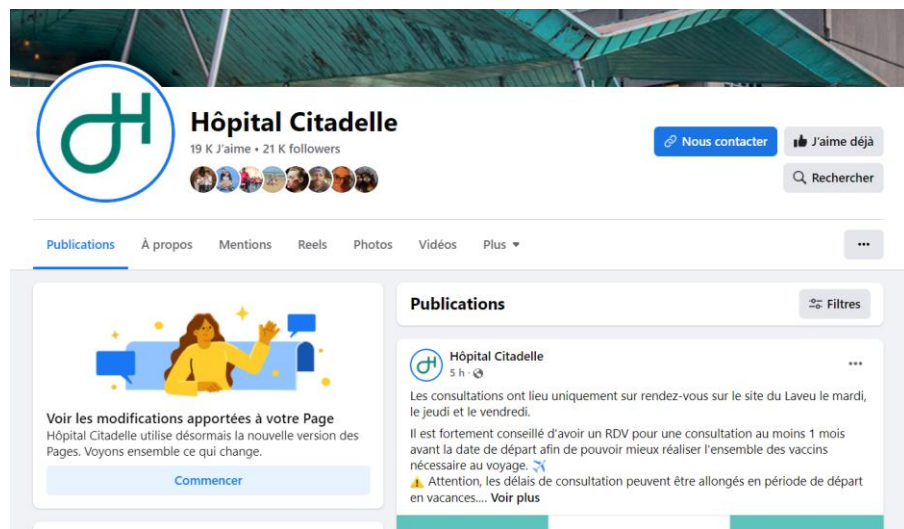 Hôpital Citadelle
19 K J'aime • 21 K followers
Nous contacter
J'aime déjà
Rechercher
Publications
À propos
Mentions
Reels
Photos
Vidéos
Plus
Voir les modifications apportées à votre Page
Hôpital Citadelle utilise désormais la nouvelle version des
Pages. Voyons ensemble ce qui change.
Commencer
Publications
Filtres
Hôpital Citadelle
5 h
Les consultations ont lieu uniquement sur rendez-vous sur le site du Laveu le mardi,
le jeudi et le vendredi.
Il est fortement conseillé d'avoir un RDV pour une consultation au moins 1 mois
avant la date de départ afin de pouvoir mieux réaliser l'ensemble des vaccins
nécessaire au voyage. ✈️
⚠️ Attention, les délais de consultation peuvent être allongés en période de départ
en vacances.... Voir plus